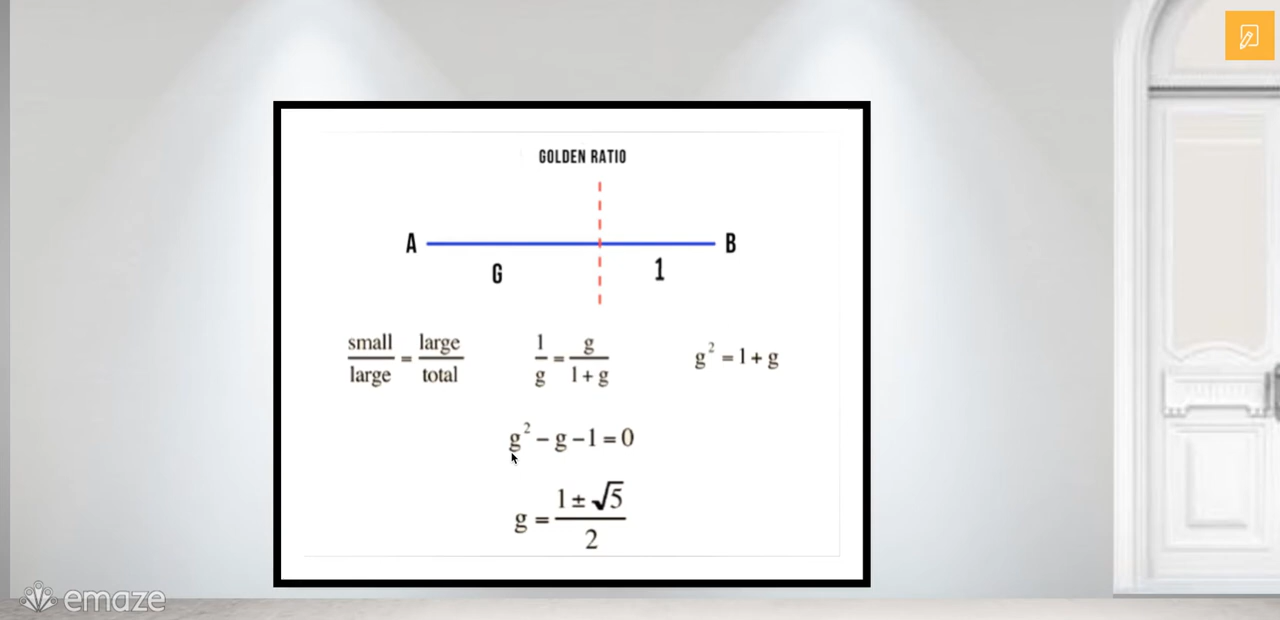 GOLDEN RATIO
A B
G 1
small/large = large/total 1/g = g/1+g g² = 1 + g
g² − g − 1 = 0
g = 1 ± √5/2
emaze